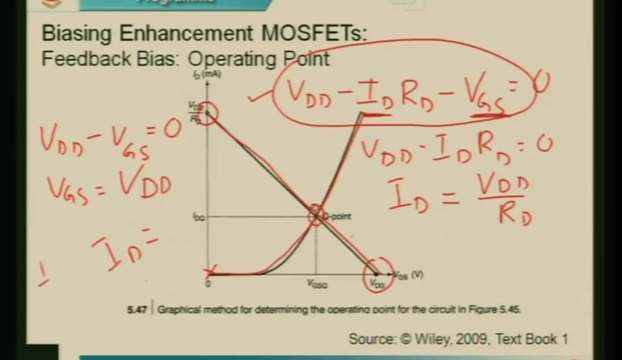 Programme
Biasing Enhancement MOSFETs:
Feedback Bias: Operating Point
I_D (mA)
V_DD - I_D R_D - V_GS = 0
V_DD
R_D
V_DD - V_GS = 0
V_DD - I_D R_D = 0
V_GS = V_DD
I_D = V_DD / R_D
I_DQ
Q-point
I_D =
0
V_GSQ
V_DD
V_GS (V)
5.47 | Graphical method for determining the operating point for the circuit in Figure 5.45.
Source: © Wiley, 2009, Text Book 1